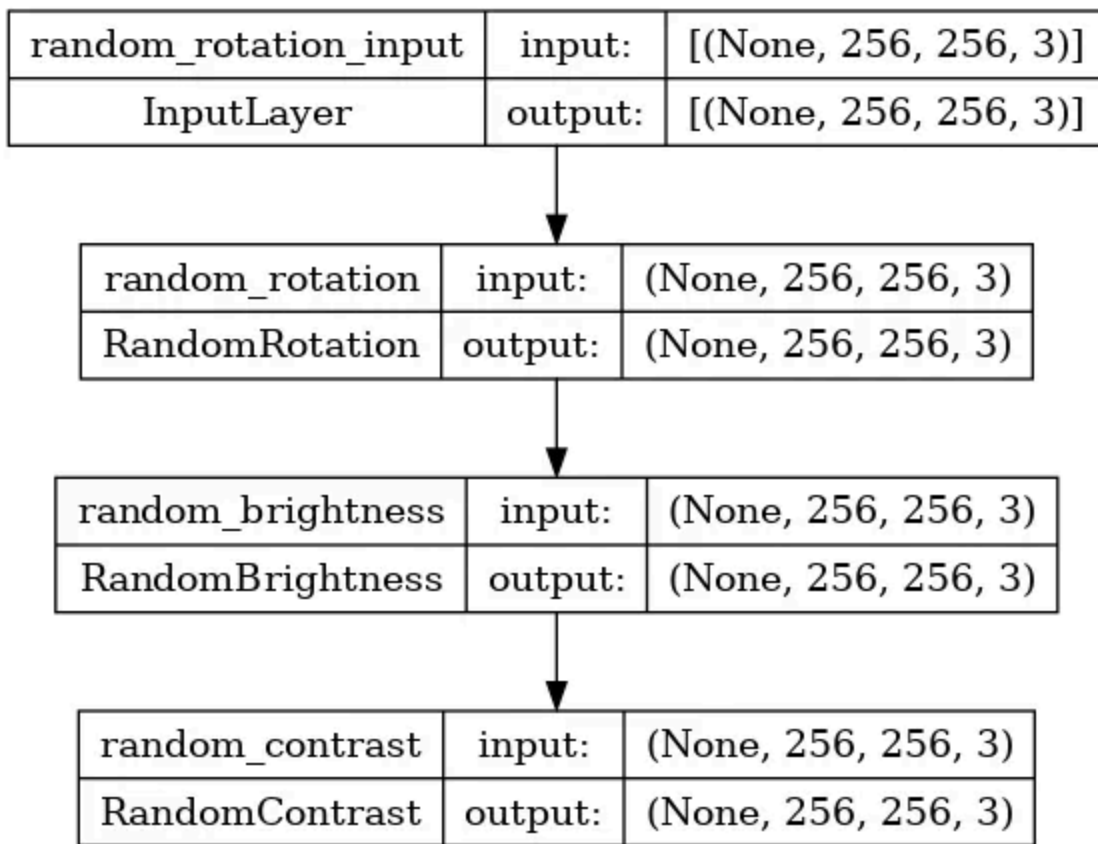 random_rotation_input input: [(None, 256, 256, 3)]
InputLayer output: [(None, 256, 256, 3)]
random_rotation input: (None, 256, 256, 3)
RandomRotation output: (None, 256, 256, 3)
random_brightness input: (None, 256, 256, 3)
RandomBrightness output: (None, 256, 256, 3)
random_contrast input: (None, 256, 256, 3)
RandomContrast output: (None, 256, 256, 3)